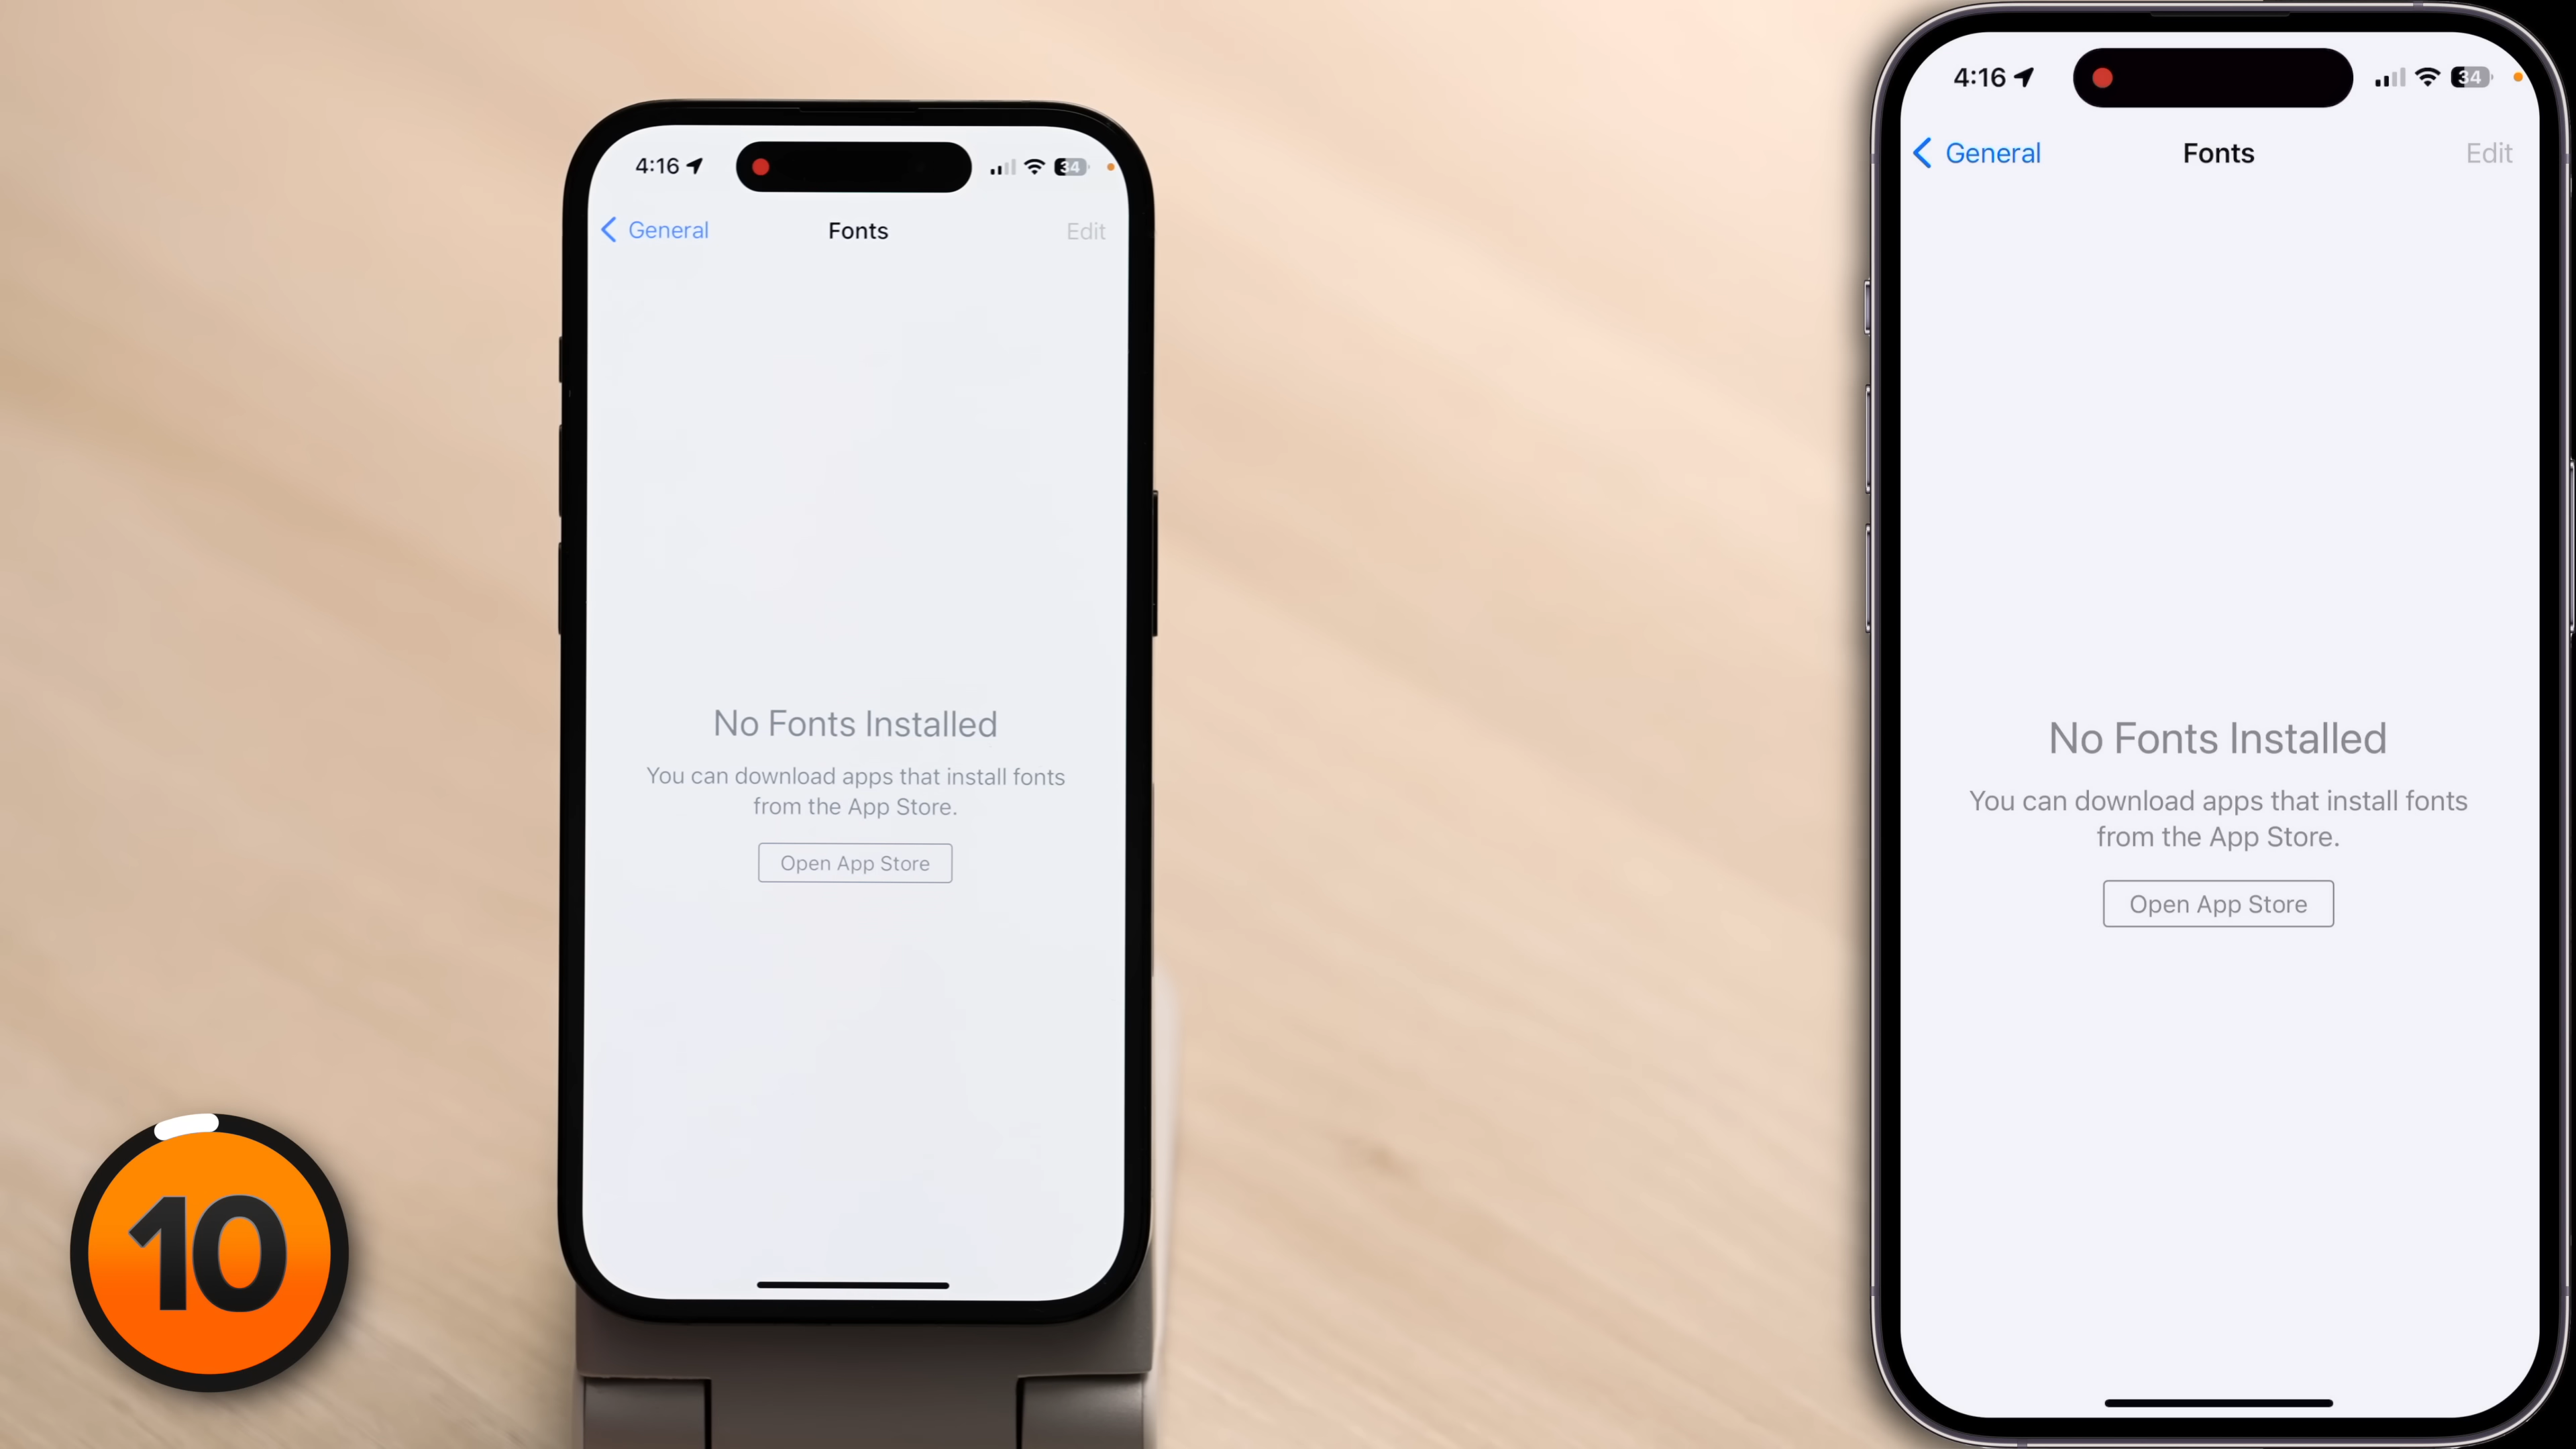 4:16
34
General
Fonts
Edit
No Fonts Installed
You can download apps that install fonts
from the App Store.
Open App Store
10
4:16
34
General
Fonts
Edit
No Fonts Installed
You can download apps that install fonts
from the App Store.
Open App Store